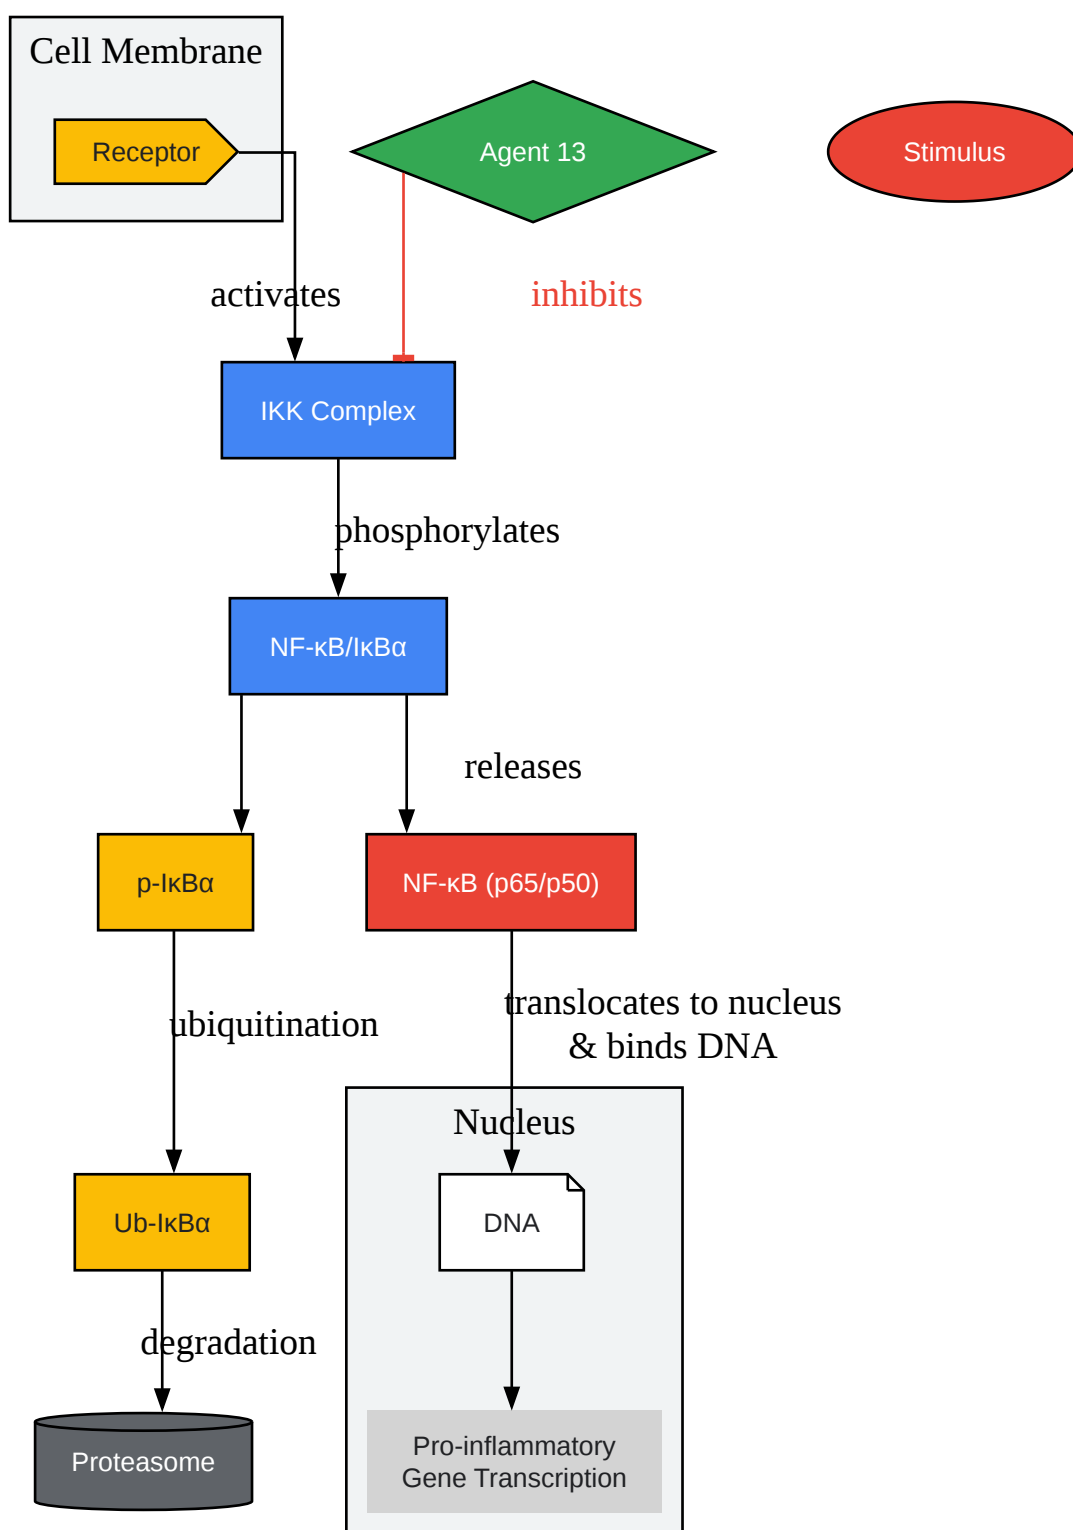 Cell Membrane
Receptor
Agent 13
Stimulus
activates
inhibits
IKK Complex
phosphorylates
NF-κB/IκBα
releases
p-IκBα
NF-κB (p65/p50)
ubiquitination
translocates to nucleus
& binds DNA
Nucleus
Ub-IκBα
DNA
degradation
Proteasome
Pro-inflammatory
Gene Transcription